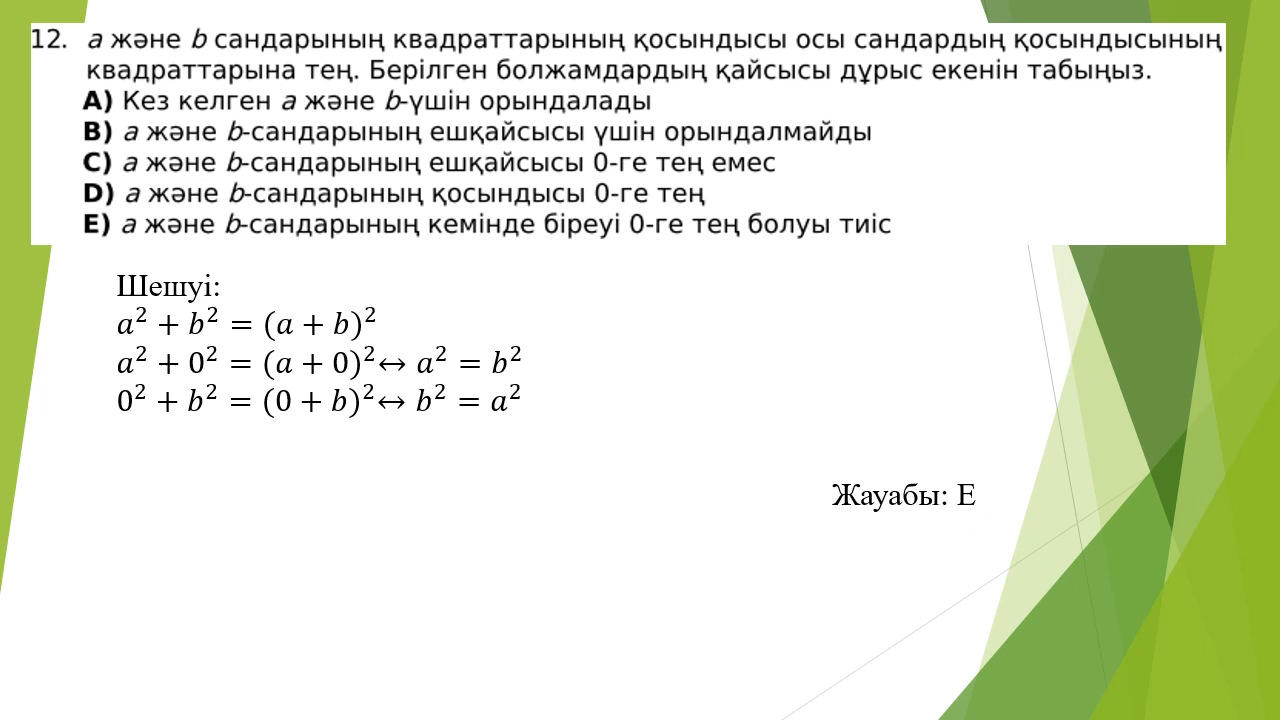 12. a және b сандарының квадраттарының қосындысы осы сандардың қосындысының
квадраттарына тең. Берілген болжамдардың қайсысы дұрыс екенін табыңыз.
A) Кез келген a және b-үшін орындалады
B) a және b-сандарының ешқайсысы үшін орындалмайды
C) a және b-сандарының ешқайсысы 0-ге тең емес
D) a және b-сандарының қосындысы 0-ге тең
E) a және b-сандарының кемінде біреуі 0-ге тең болуы тиіс
Шешуі:
a² + b² = (a + b)²
a² + 0² = (a + 0)² ↔ a² = b²
0² + b² = (0 + b)² ↔ b² = a²
Жауабы: Е